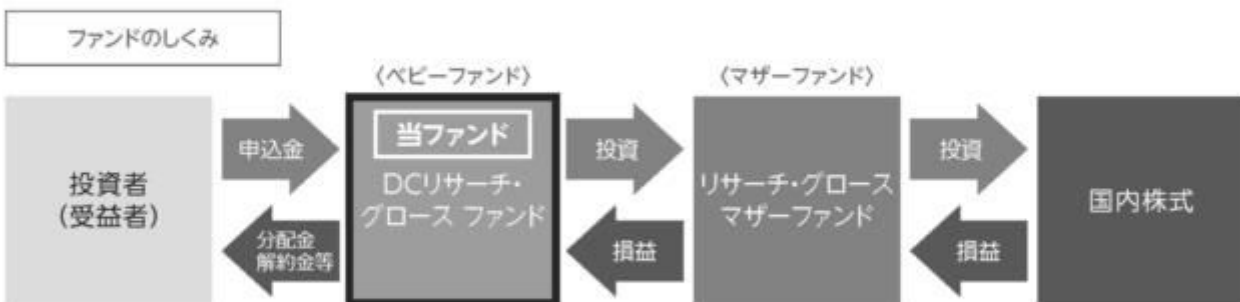 ファンドのしくみ
〈ベビーファンド〉
〈マザーファンド〉
投資者
（受益者）
申込金
分配金
解約金等
当ファンド
DCリサーチ・
グロース ファンド
投資
損益
リサーチ・グロース
マザーファンド
投資
損益
国内株式